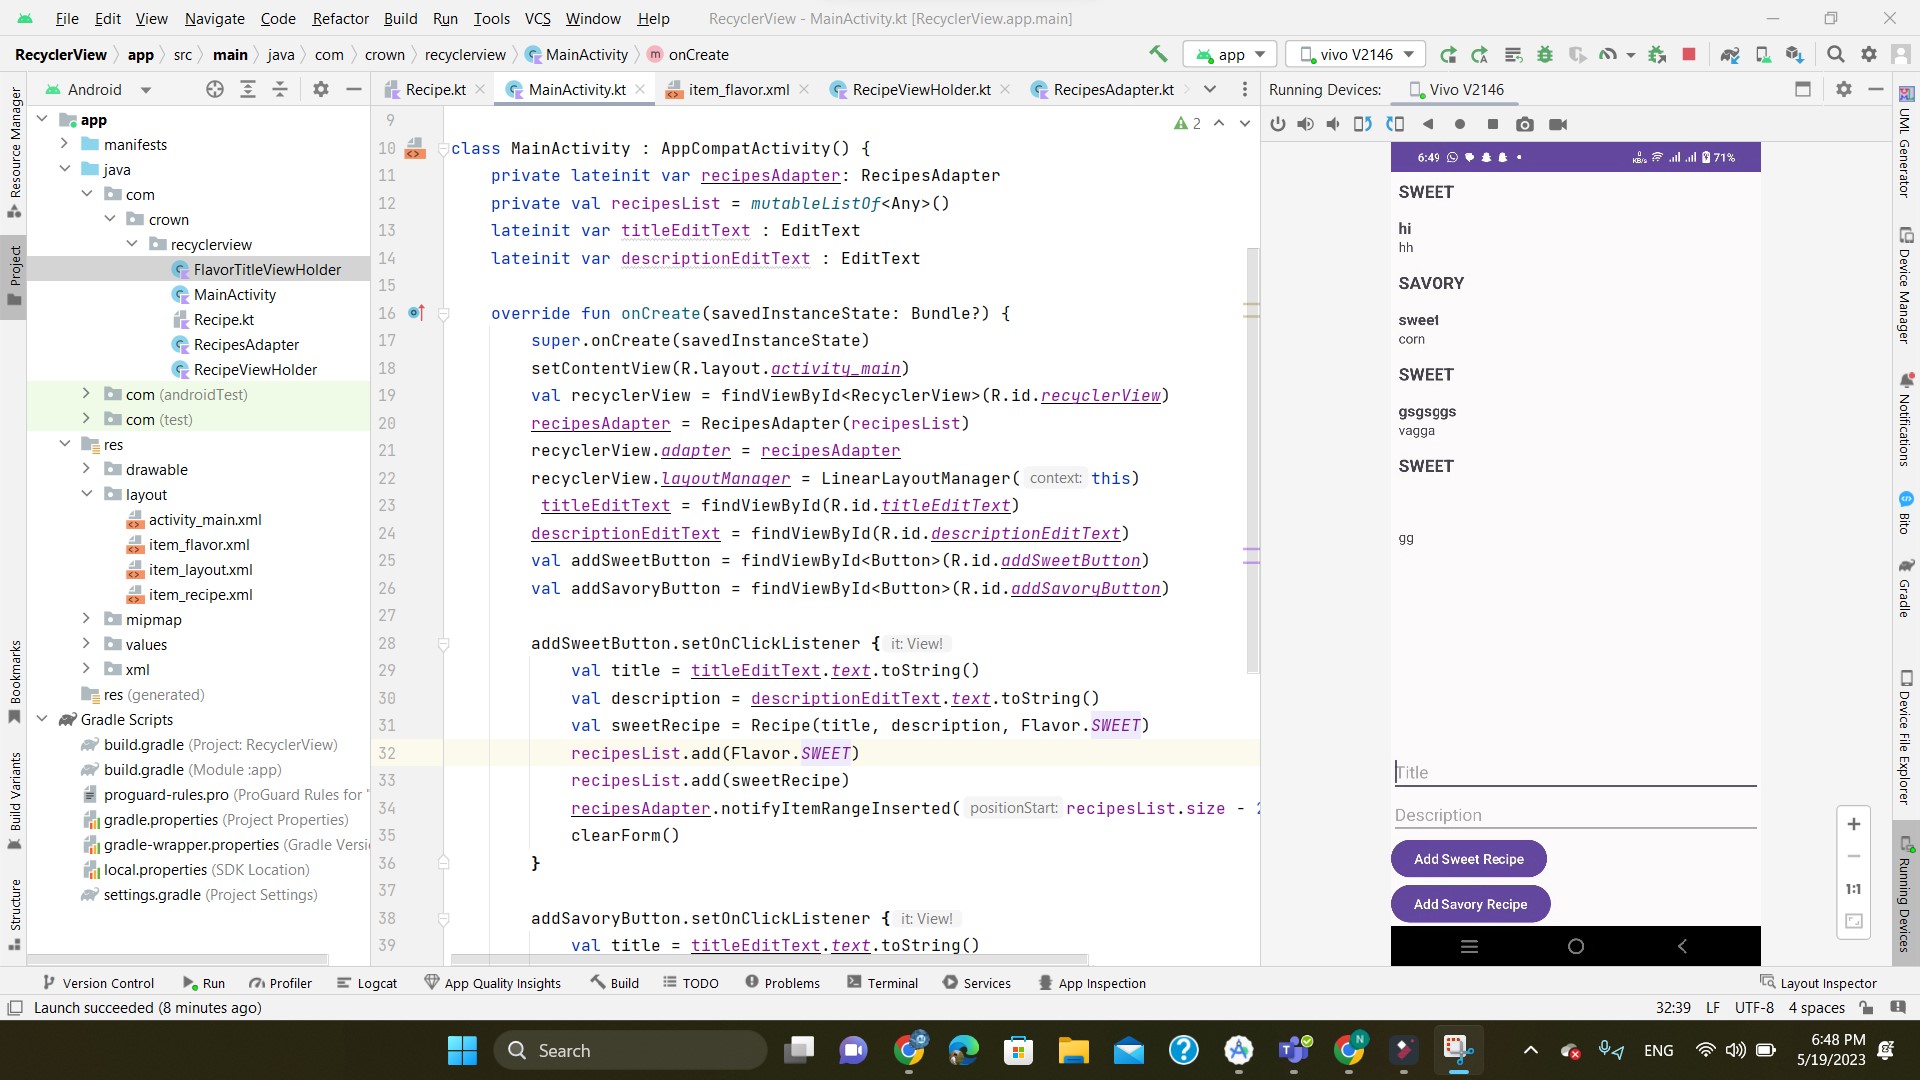 File Edit View Navigate Code Refactor Build Run Tools VCS Window Help RecyclerView - MainActivity.kt [RecyclerView.app.main]
RecyclerView app src main java com crown recyclerview MainActivity onCreate app vivo V2146
Android Recipe.kt MainActivity.kt item_flavor.xml RecipeViewHolder.kt RecipesAdapter.kt Running Devices: Vivo V2146
Resource Manager
Project
Bookmarks
Build Variants
Structure
app
manifests
java
com
crown
recyclerview
FlavorTitleViewHolder
MainActivity
Recipe.kt
RecipesAdapter
RecipeViewHolder
com (androidTest)
com (test)
res
drawable
layout
activity_main.xml
item_flavor.xml
item_layout.xml
item_recipe.xml
mipmap
values
xml
res (generated)
Gradle Scripts
build.gradle (Project: RecyclerView)
build.gradle (Module :app)
proguard-rules.pro (ProGuard Rules for "
gradle.properties (Project Properties)
gradle-wrapper.properties (Gradle Versi
local.properties (SDK Location)
settings.gradle (Project Settings)
2
9
10 class MainActivity : AppCompatActivity() {
11 private lateinit var recipesAdapter: RecipesAdapter
12 private val recipesList = mutableListOf<Any>()
13 lateinit var titleEditText : EditText
14 lateinit var descriptionEditText : EditText
15
16 override fun onCreate(savedInstanceState: Bundle?) {
17 super.onCreate(savedInstanceState)
18 setContentView(R.layout.activity_main)
19 val recyclerView = findViewById<RecyclerView>(R.id.recyclerView)
20 recipesAdapter = RecipesAdapter(recipesList)
21 recyclerView.adapter = recipesAdapter
22 recyclerView.layoutManager = LinearLayoutManager( context: this)
23 titleEditText = findViewById(R.id.titleEditText)
24 descriptionEditText = findViewById(R.id.descriptionEditText)
25 val addSweetButton = findViewById<Button>(R.id.addSweetButton)
26 val addSavoryButton = findViewById<Button>(R.id.addSavoryButton)
27
28 addSweetButton.setOnClickListener { it: View!
29 val title = titleEditText.text.toString()
30 val description = descriptionEditText.text.toString()
31 val sweetRecipe = Recipe(title, description, Flavor.SWEET)
32 recipesList.add(Flavor.SWEET)
33 recipesList.add(sweetRecipe)
34 recipesAdapter.notifyItemRangeInserted( positionStart: recipesList.size - 2
35 clearForm()
36 }
37
38 addSavoryButton.setOnClickListener { it: View!
39 val title = titleEditText.text.toString()
6:49 71%
SWEET
hi
hh
SAVORY
sweet
corn
SWEET
gsgsggs
vagga
SWEET
gg
Title
Description
Add Sweet Recipe
Add Savory Recipe
1:1
UML Generator
Device Manager
Notifications
Bito
Gradle
Device File Explorer
Running Devices
Version Control Run Profiler Logcat App Quality Insights Build TODO Problems Terminal Services App Inspection Layout Inspector
Launch succeeded (8 minutes ago) 32:39 LF UTF-8 4 spaces
Search ENG 6:48 PM
5/19/2023